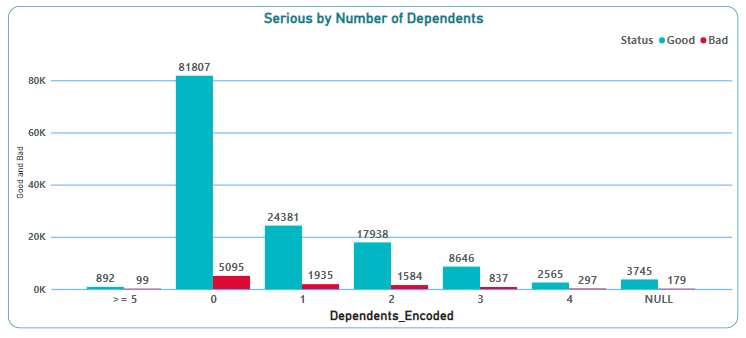 Serious by Number of Dependents
Status Good Bad
Good and Bad
80K
60K
40K
20K
0K
892 99
81807 5095
24381 1935
17938 1584
8646 837
2565 297
3745 179
>= 5 0 1 2 3 4 NULL
Dependents_Encoded